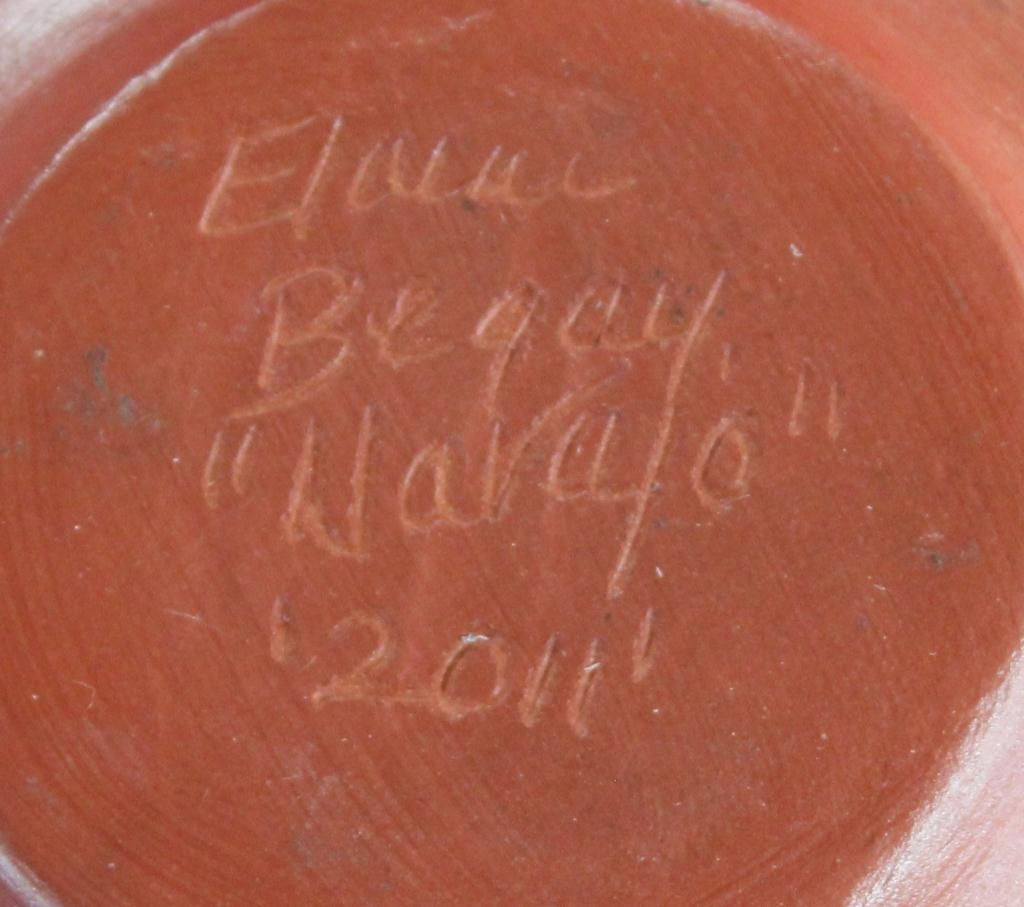 Elaine
Begay
"Navajo"
'2011'